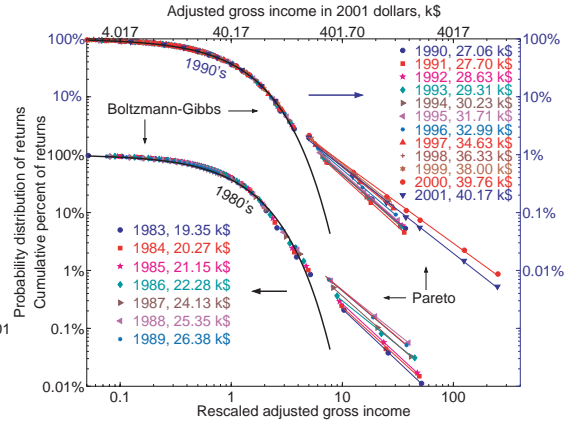 Adjusted gross income in 2001 dollars, k$
4.017 40.17 401.70 4017
100%
10%
100%
10%
1%
0.1%
0.01%
Probability distribution of returns
Cumulative percent of returns
01
1990's
Boltzmann-Gibbs
1980's
1983, 19.35 k$
1984, 20.27 k$
1985, 21.15 k$
1986, 22.28 k$
1987, 24.13 k$
1988, 25.35 k$
1989, 26.38 k$
1990, 27.06 k$
1991, 27.70 k$
1992, 28.63 k$
1993, 29.31 k$
1994, 30.23 k$
1995, 31.71 k$
1996, 32.99 k$
1997, 34.63 k$
1998, 36.33 k$
1999, 38.00 k$
2000, 39.76 k$
2001, 40.17 k$
Pareto
100%
10%
1%
0.1%
0.01%
0.1 1 10 100
Rescaled adjusted gross income